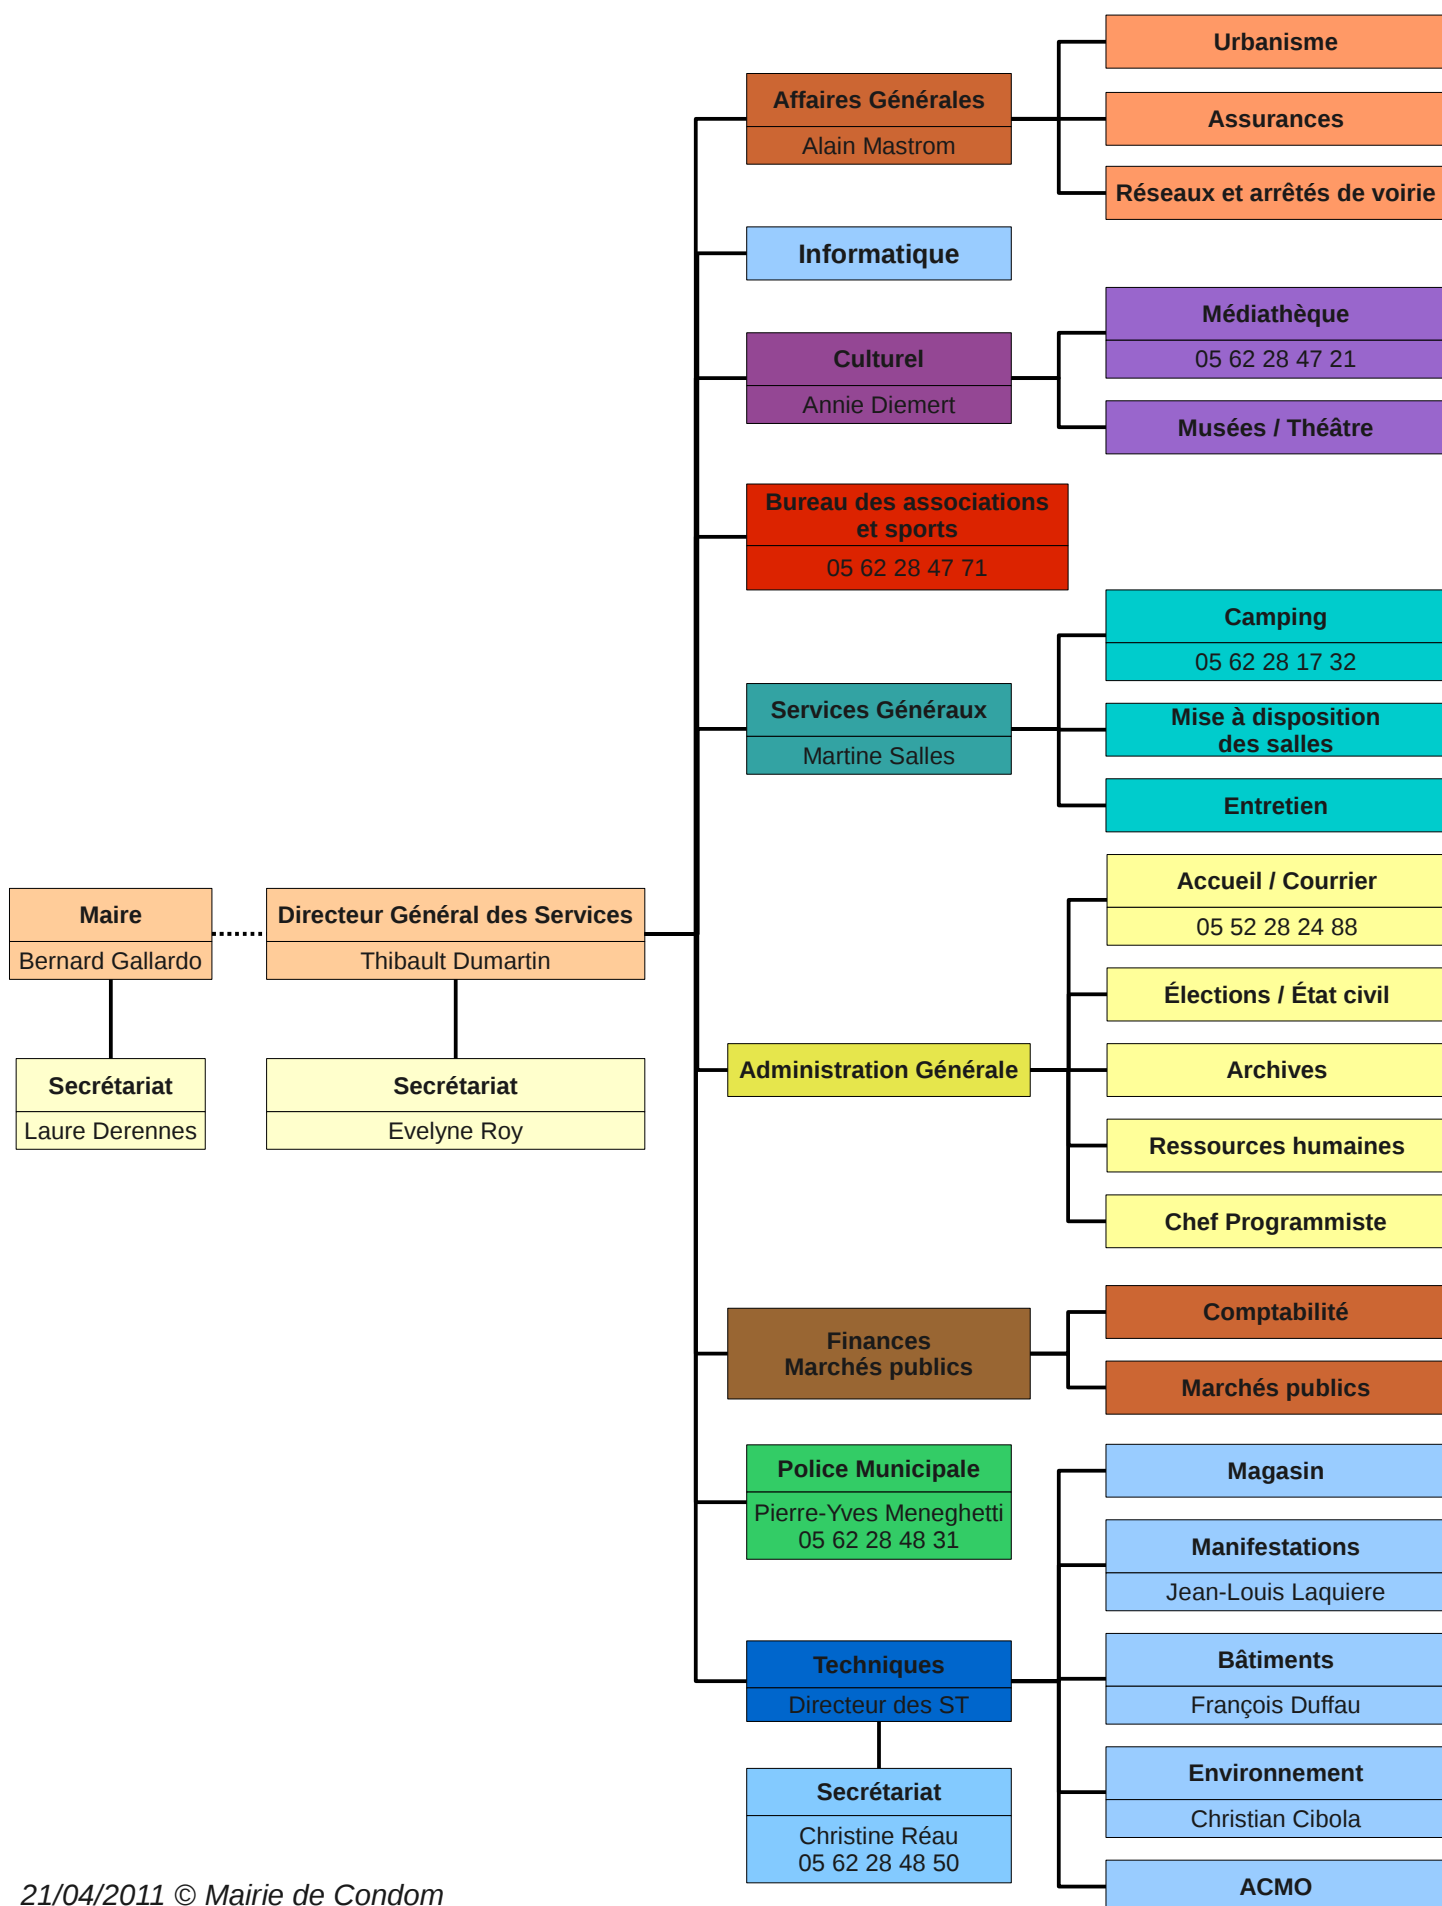 Urbanisme
Affaires Générales
Alain Mastrom
Assurances
Réseaux et arrêtés de voirie
Informatique
Médiathèque
05 62 28 47 21
Culturel
Annie Diemert
Musées / Théâtre
Bureau des associations
et sports
05 62 28 47 71
Camping
05 62 28 17 32
Services Généraux
Martine Salles
Mise à disposition
des salles
Entretien
Maire
Bernard Gallardo
Directeur Général des Services
Thibault Dumartin
Secrétariat
Laure Derennes
Secrétariat
Evelyne Roy
Administration Générale
Accueil / Courrier
05 52 28 24 88
Élections / État civil
Archives
Ressources humaines
Chef Programmiste
Finances
Marchés publics
Comptabilité
Marchés publics
Police Municipale
Pierre-Yves Meneghetti
05 62 28 48 31
Techniques
Directeur des ST
Secrétariat
Christine Réau
05 62 28 48 50
Magasin
Manifestations
Jean-Louis Laquiere
Bâtiments
François Duffau
Environnement
Christian Cibola
ACMO
21/04/2011 © Mairie de Condom